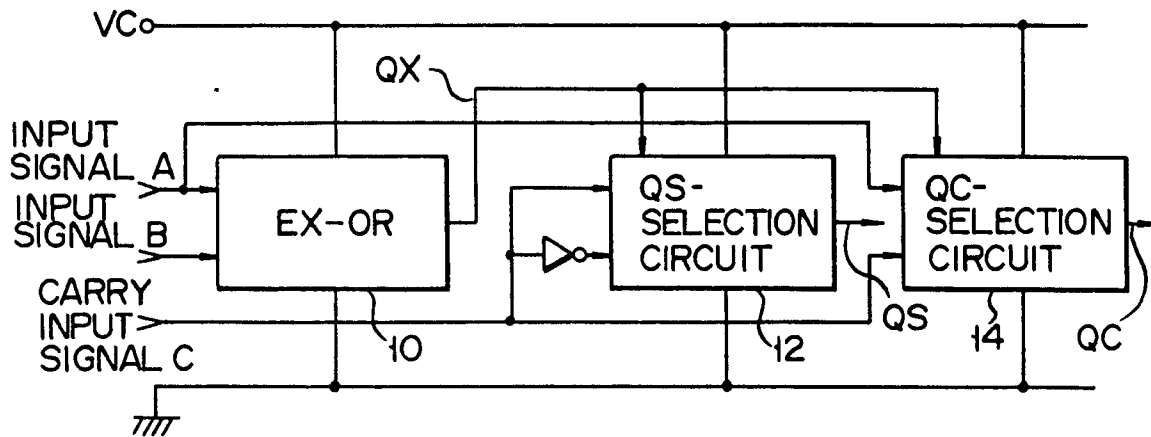 VC
QX
INPUT
SIGNAL A
INPUT
SIGNAL B
CARRY
INPUT
SIGNAL C
EX-OR
10
QS-
SELECTION
CIRCUIT
12
QS
QC-
SELECTION
CIRCUIT
14
QC